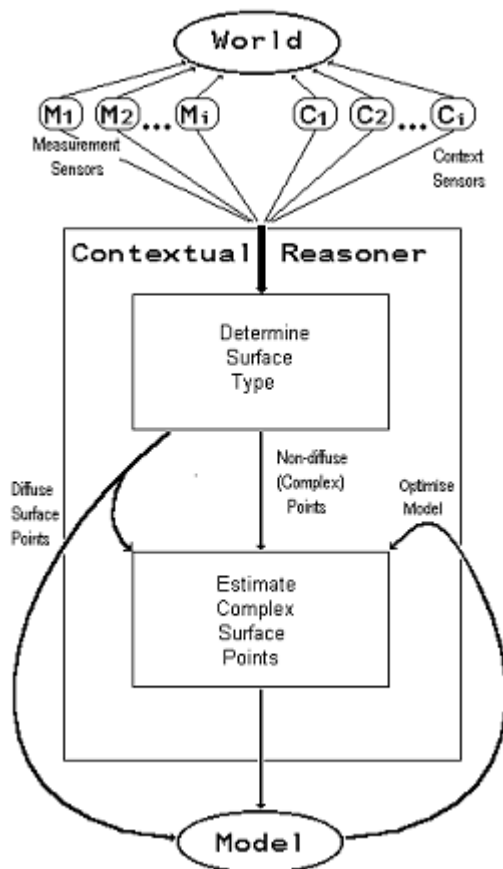 World
M1 M2 ... Mi C1 C2 ... Ci
Measurement
Sensors
Context
Sensors
Contextual Reasoner
Determine
Surface
Type
Diffuse
Surface
Points
Non-diffuse
(Complex)
Points
Optimise
Model
Estimate
Complex
Surface
Points
Model